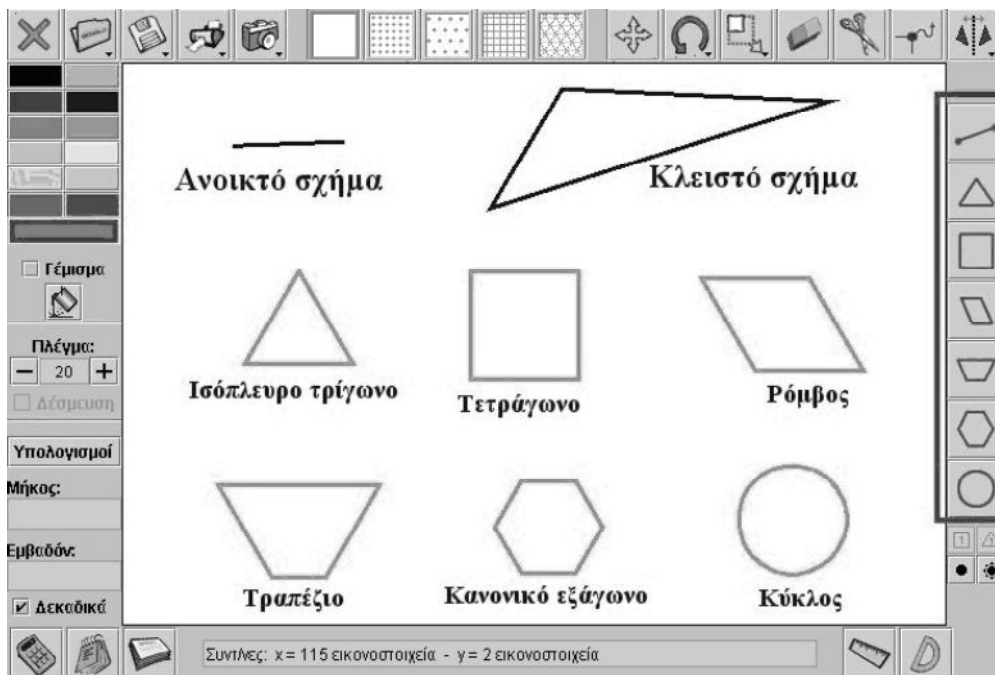 Ανοικτό σχήμα
Κλειστό σχήμα
Γέμισμα
Πλέγμα:
20
Δέσμευση
Ισόπλευρο τρίγωνο
Τετράγωνο
Ρόμβος
Υπολογισμοί
Μήκος:
Εμβαδόν:
Δεκαδικά
Τραπέζιο
Κανονικό εξάγωνο
Κύκλος
Συντ/νες: x = 115 εικονοστοιχεία - y = 2 εικονοστοιχεία